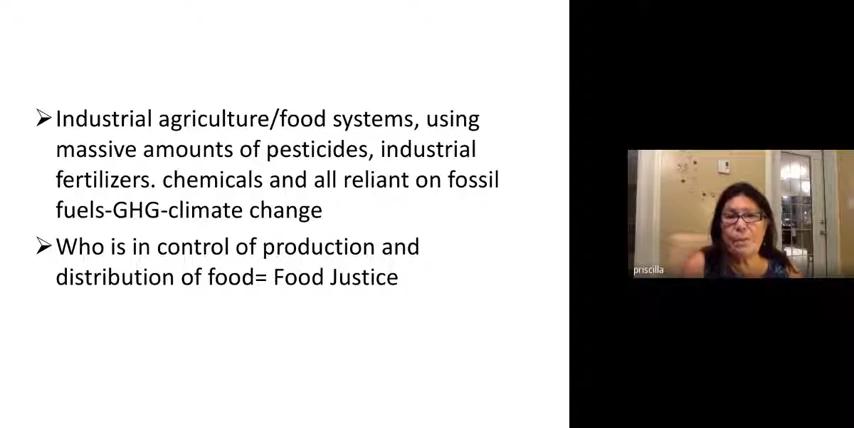 ➢Industrial agriculture/food systems, using
massive amounts of pesticides, industrial
fertilizers. chemicals and all reliant on fossil
fuels-GHG-climate change
➢Who is in control of production and
distribution of food= Food Justice
priscilla